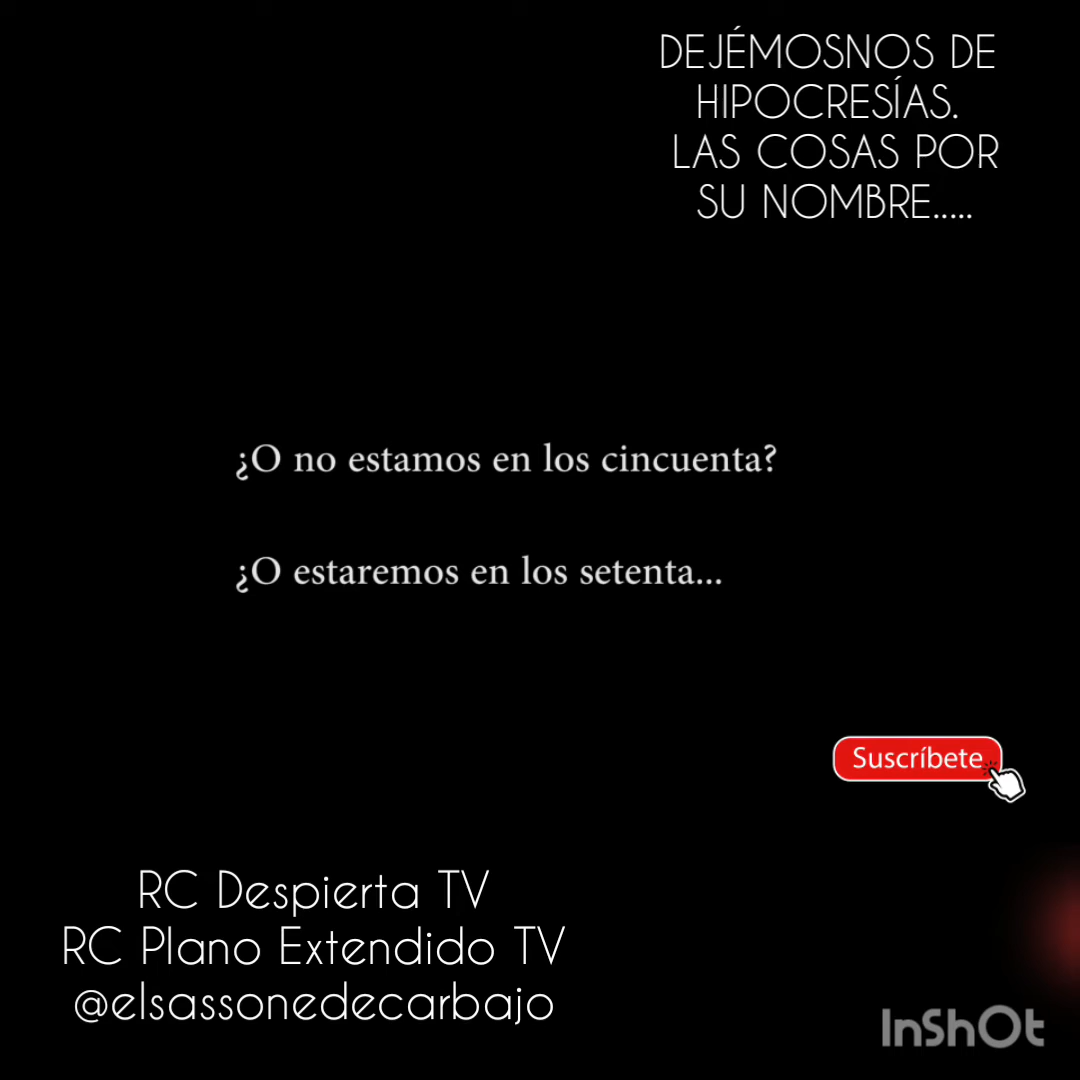 DEJÉMOSNOS DE
HIPOCRESÍAS.
LAS COSAS POR
SU NOMBRE.....
¿O no estamos en los cincuenta?
¿O estaremos en los setenta...
Suscríbete
RC Despierta TV
RC Plano Extendido TV
@elsassonedecarbajo
InShOt